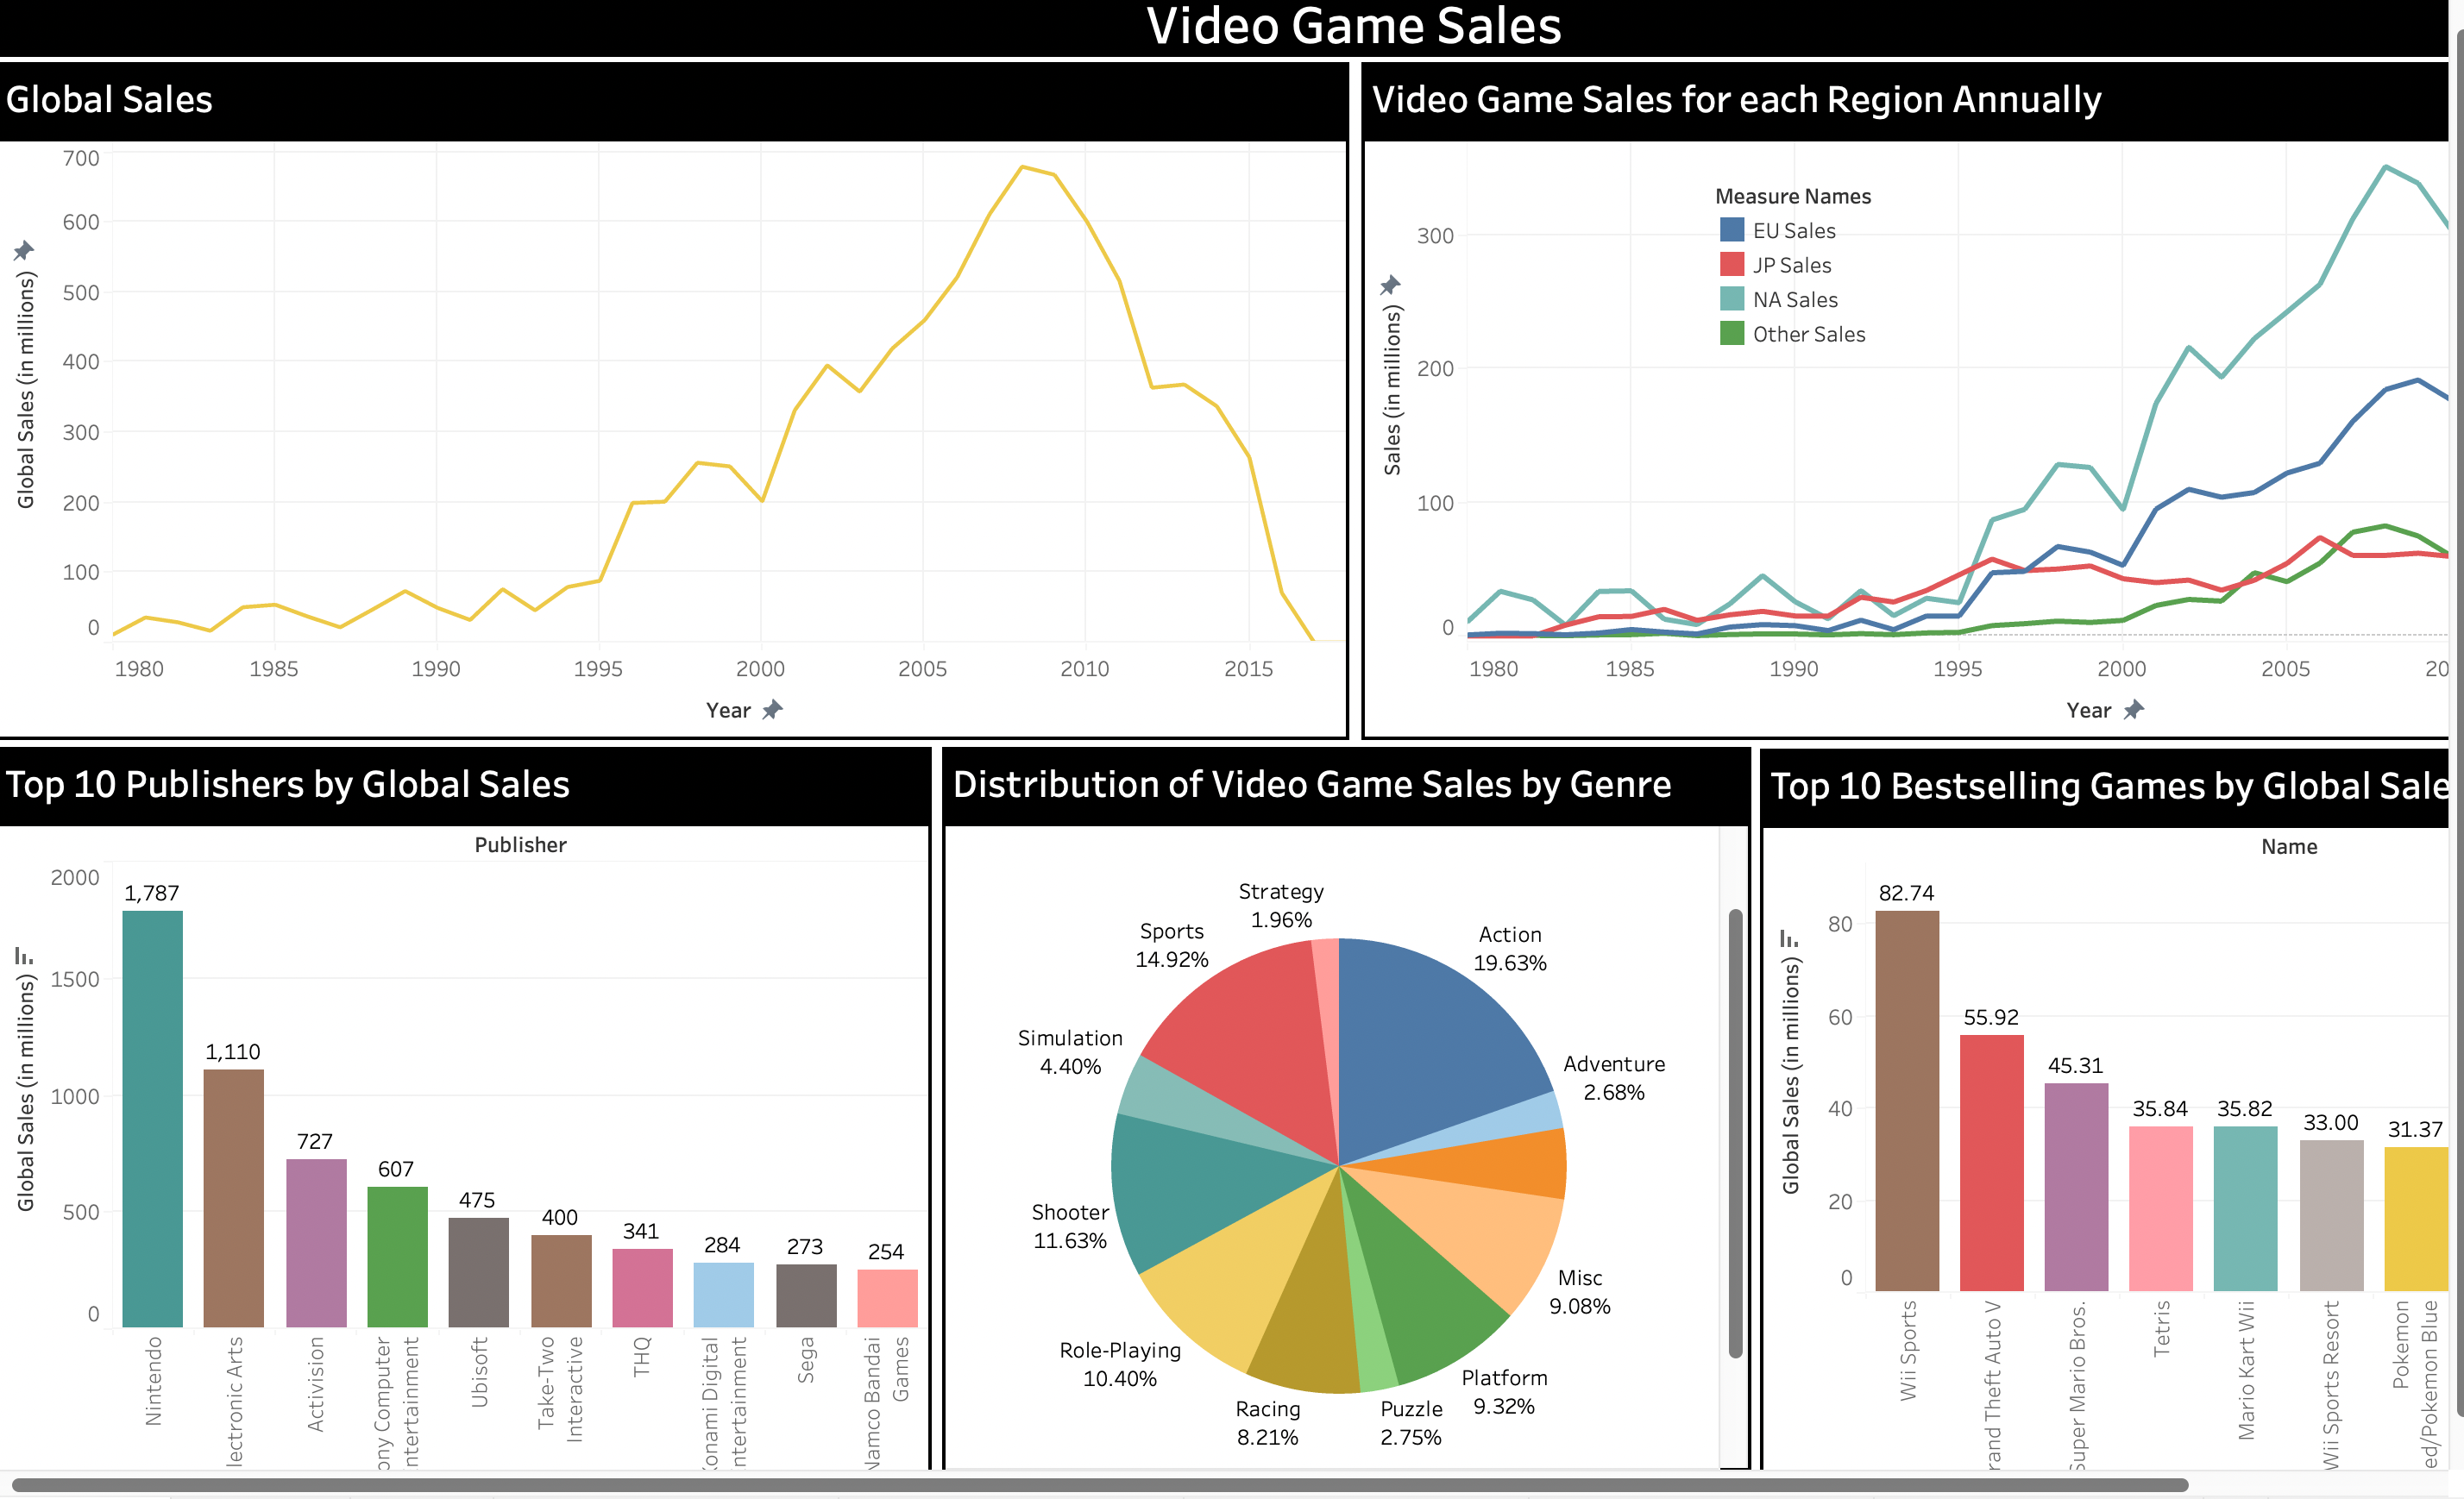 Video Game Sales
Global Sales
700
600
500
400
300
200
100
0
Global Sales (in millions)
1980 1985 1990 1995 2000 2005 2010 2015
Year
Video Game Sales for each Region Annually
Measure Names
EU Sales
JP Sales
NA Sales
Other Sales
300
200
100
0
Sales (in millions)
1980 1985 1990 1995 2000 2005 20
Year
Top 10 Publishers by Global Sales
Publisher
2000
1500
1000
500
0
Global Sales (in millions)
1,787
1,110
727
607
475
400
341
284
273
254
Nintendo
lectronic Arts
Activision
ony Computer
ntertainment
Ubisoft
Take-Two
Interactive
THQ
onami Digital
ntertainment
Sega
Namco Bandai
Games
Distribution of Video Game Sales by Genre
Strategy
1.96%
Sports
14.92%
Action
19.63%
Simulation
4.40%
Adventure
2.68%
Shooter
11.63%
Misc
9.08%
Role-Playing
10.40%
Platform
9.32%
Racing
8.21%
Puzzle
2.75%
Top 10 Bestselling Games by Global Sale
Name
80
60
40
20
0
Global Sales (in millions)
82.74
55.92
45.31
35.84
35.82
33.00
31.37
Wii Sports
rand Theft Auto V
Super Mario Bros.
Tetris
Mario Kart Wii
Wii Sports Resort
Pokemon
ed/Pokemon Blue